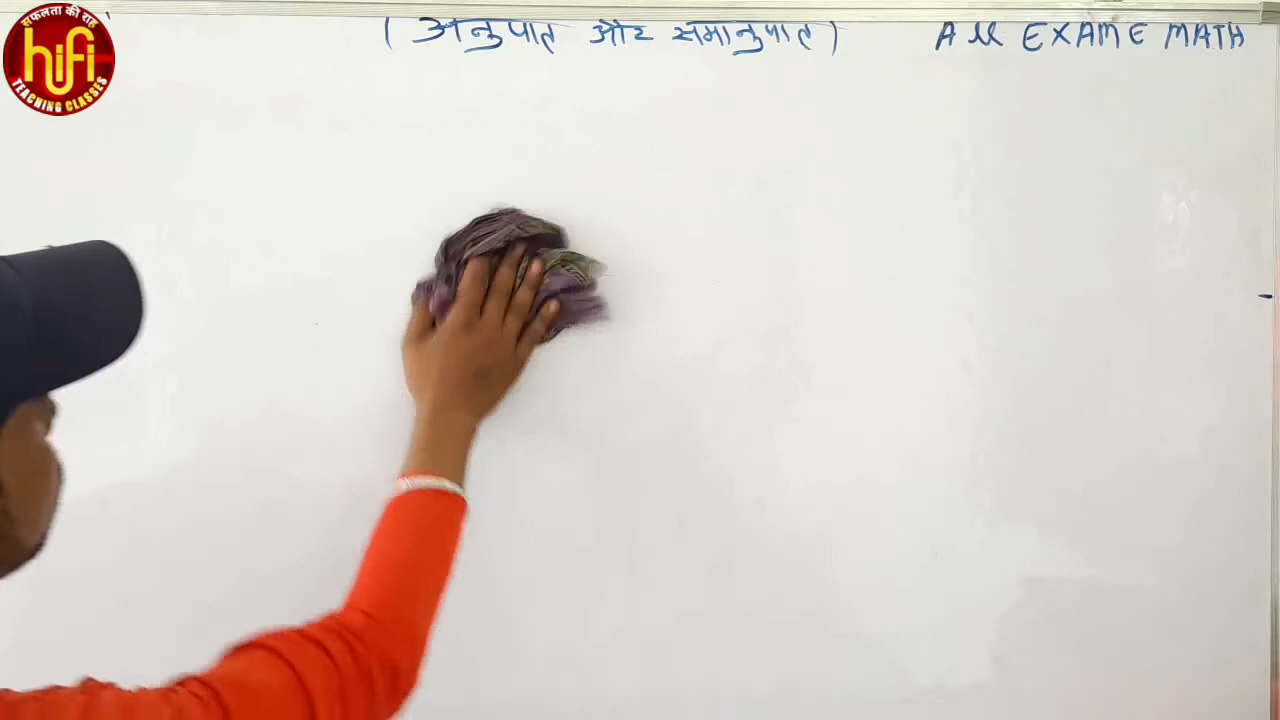 सफलता की राह
hifi
TEACHING CLASSES
( अनुपात और समानुपात ) All EXAME MATH